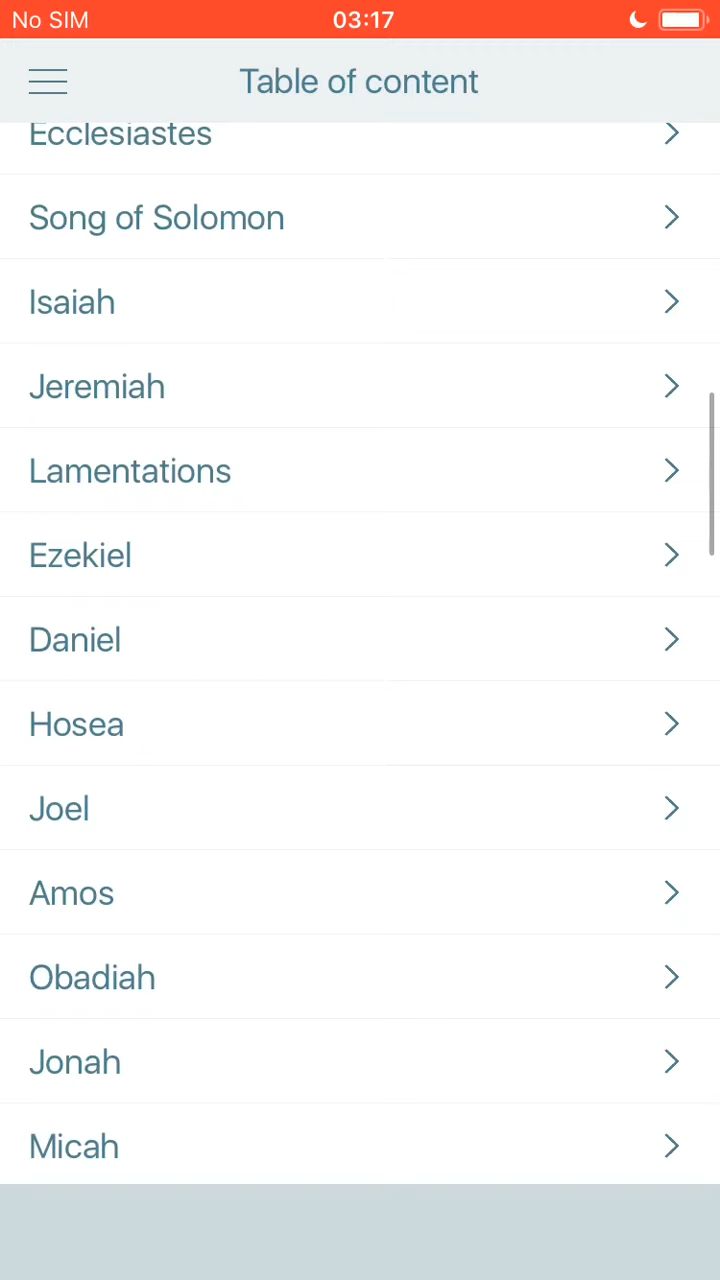 No SIM 03:17
Table of content
Ecclesiastes
Song of Solomon
Isaiah
Jeremiah
Lamentations
Ezekiel
Daniel
Hosea
Joel
Amos
Obadiah
Jonah
Micah